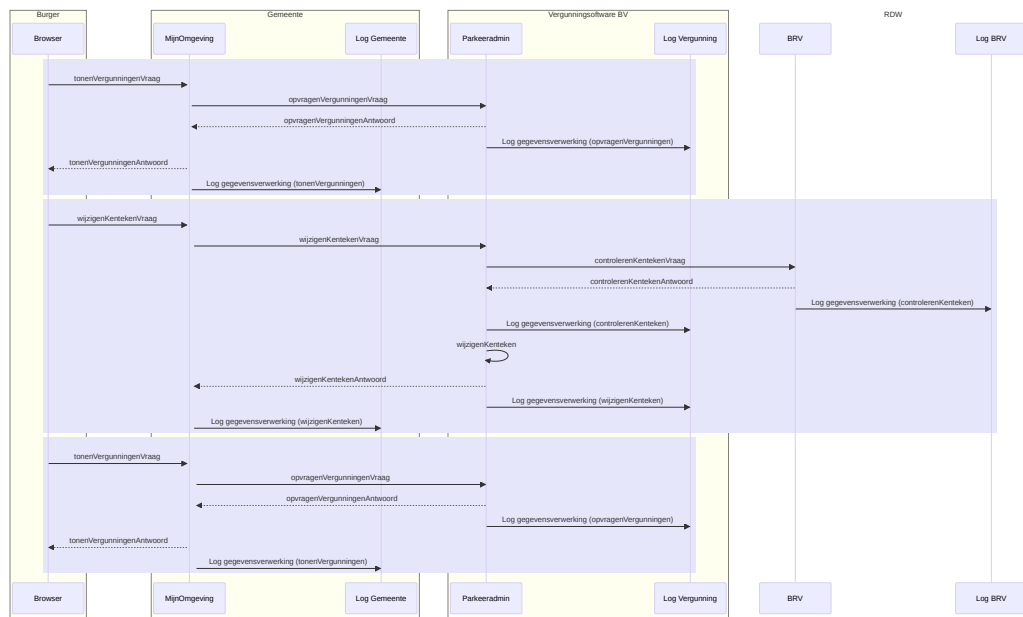 Burger
Gemeente
Vergunningsoftware BV
RDW
Browser
MijnOmgeving
Log Gemeente
Parkeeradmin
Log Vergunning
BRV
Log BRV
tonenVergunningenVraag
opvragenVergunningenVraag
opvragenVergunningenAntwoord
Log gegevensverwerking (opvragenVergunningen)
tonenVergunningenAntwoord
Log gegevensverwerking (tonenVergunningen)
wijzigenKentekenVraag
wijzigenKentekenVraag
controlerenKentekenVraag
controlerenKentekenAntwoord
Log gegevensverwerking (controlerenKenteken)
Log gegevensverwerking (controlerenKenteken)
wijzigenKenteken
wijzigenKentekenAntwoord
Log gegevensverwerking (wijzigenKenteken)
Log gegevensverwerking (wijzigenKenteken)
tonenVergunningenVraag
opvragenVergunningenVraag
opvragenVergunningenAntwoord
Log gegevensverwerking (opvragenVergunningen)
tonenVergunningenAntwoord
Log gegevensverwerking (tonenVergunningen)
Browser
MijnOmgeving
Log Gemeente
Parkeeradmin
Log Vergunning
BRV
Log BRV